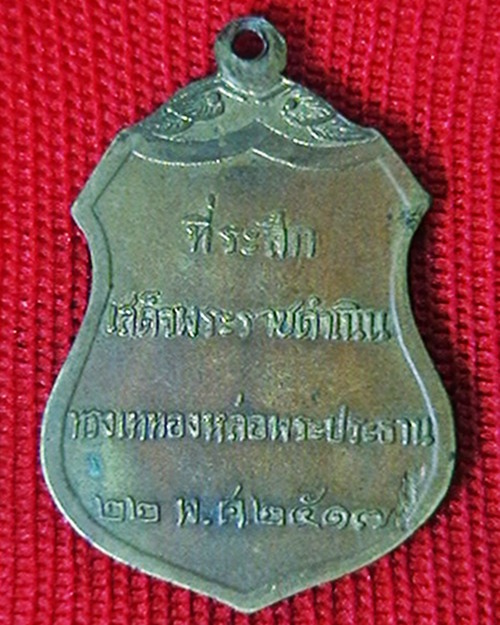 ที่ระลึก
เสด็จพระราชดำเนิน
ทรงเททองหล่อพระประธาน
๒๒ พ.ศ ๒๕๑๗